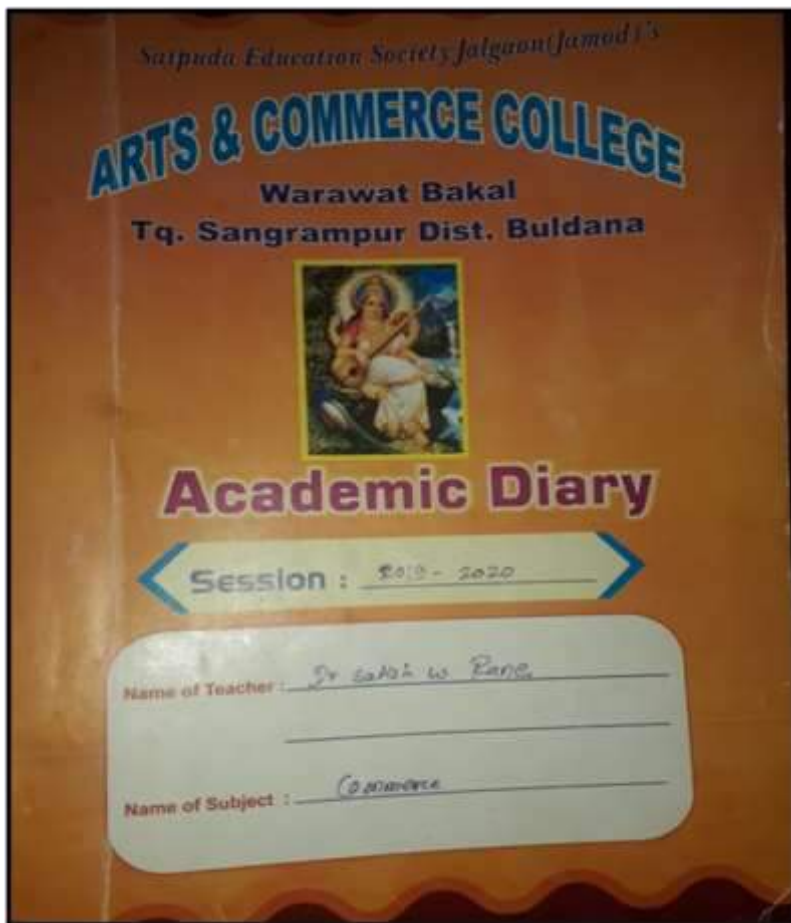 Satpuda Education Society Jalgaon(Jamod)'s
ARTS & COMMERCE COLLEGE
Warawat Bakal
Tq. Sangrampur Dist. Buldana
Academic Diary
Session : 2019 - 2020
Name of Teacher : Dr Satish W Rane
Name of Subject : Commerce